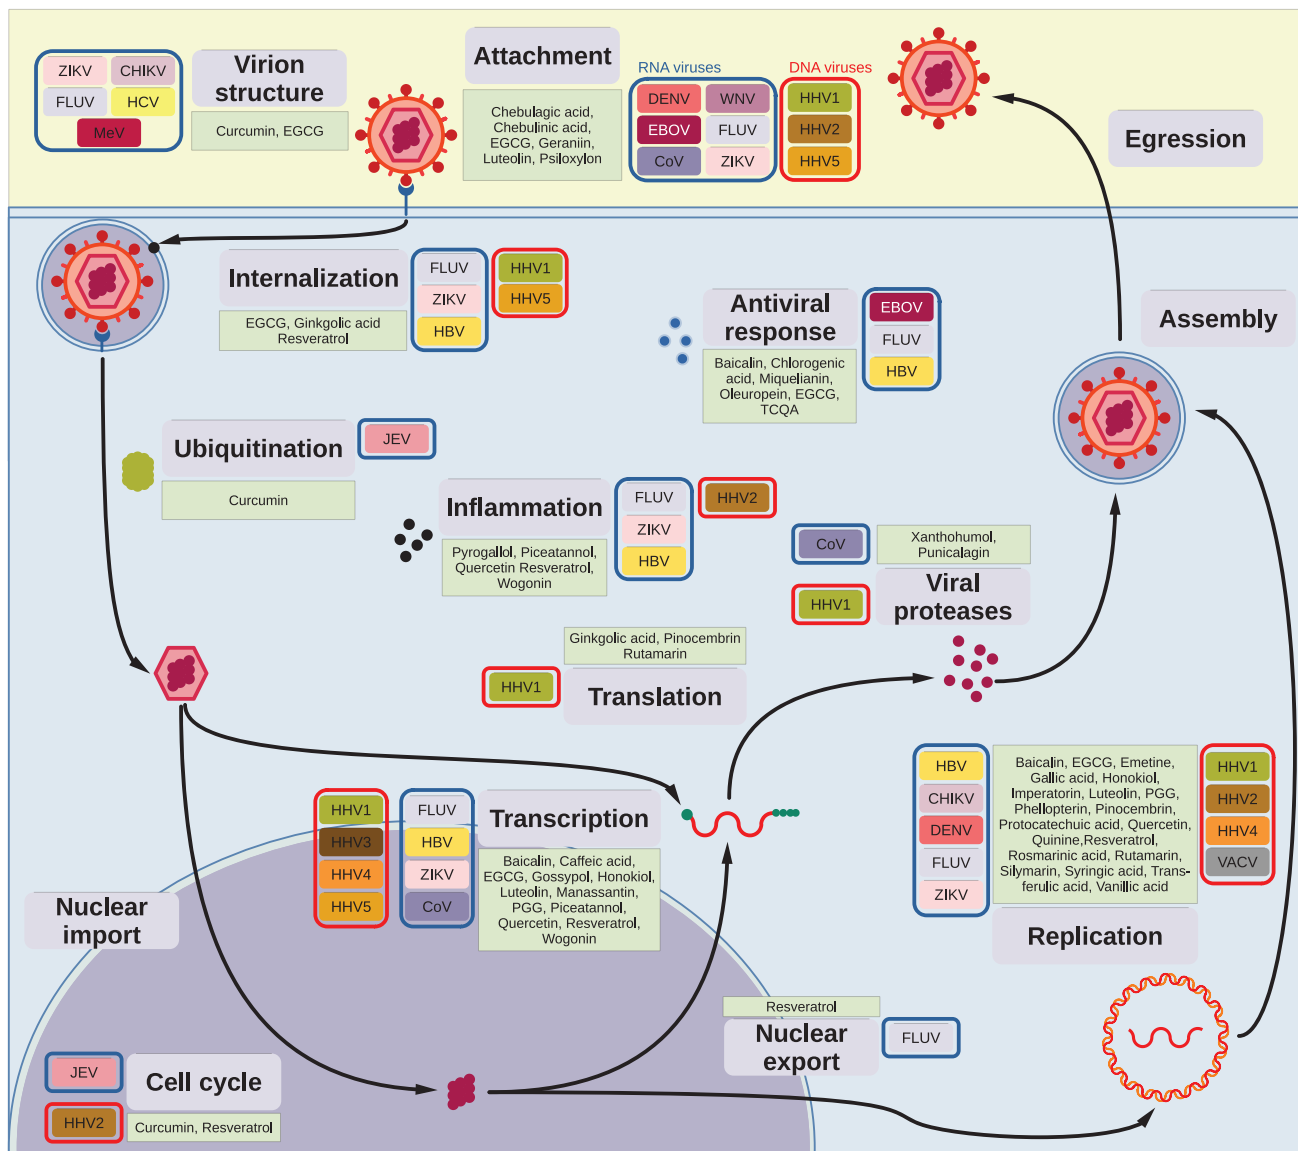 ZIKV
CHIKV
FLUV
HCV
MeV
Virion
structure
Curcumin, EGCG
Attachment
Chebulagic acid,
Chebulinic acid,
EGCG, Geraniin,
Luteolin, Psiloxylon
RNA viruses
DENV
WNV
EBOV
FLUV
CoV
ZIKV
DNA viruses
HHV1
HHV2
HHV5
Egression
Internalization
EGCG, Ginkgolic acid
Resveratrol
FLUV
ZIKV
HBV
HHV1
HHV5
Antiviral
response
Baicalin, Chlorogenic
acid, Miquelianin,
Oleuropein, EGCG,
TCQA
EBOV
FLUV
HBV
Assembly
Ubiquitination
Curcumin
JEV
Inflammation
Pyrogallol, Piceatannol,
Quercetin Resveratrol,
Wogonin
FLUV
ZIKV
HBV
HHV2
CoV
Xanthohumol,
Punicalagin
HHV1
Viral
proteases
Ginkgolic acid, Pinocembrin
Rutamarin
HHV1
Translation
HHV1
HHV3
HHV4
HHV5
FLUV
HBV
ZIKV
CoV
Transcription
Baicalin, Caffeic acid,
EGCG, Gossypol, Honokiol,
Luteolin, Manassantin,
PGG, Piceatannol,
Quercetin, Resveratrol,
Wogonin
HBV
CHIKV
DENV
FLUV
ZIKV
Baicalin, EGCG, Emetine,
Gallic acid, Honokiol,
Imperatorin, Luteolin, PGG,
Phellopterin, Pinocembrin,
Protocatechuic acid, Quercetin,
Quinine,Resveratrol,
Rosmarinic acid, Rutamarin,
Silymarin, Syringic acid, Trans-
ferulic acid, Vanillic acid
HHV1
HHV2
HHV4
VACV
Replication
Nuclear
import
Resveratrol
Nuclear
export
FLUV
JEV
HHV2
Cell cycle
Curcumin, Resveratrol